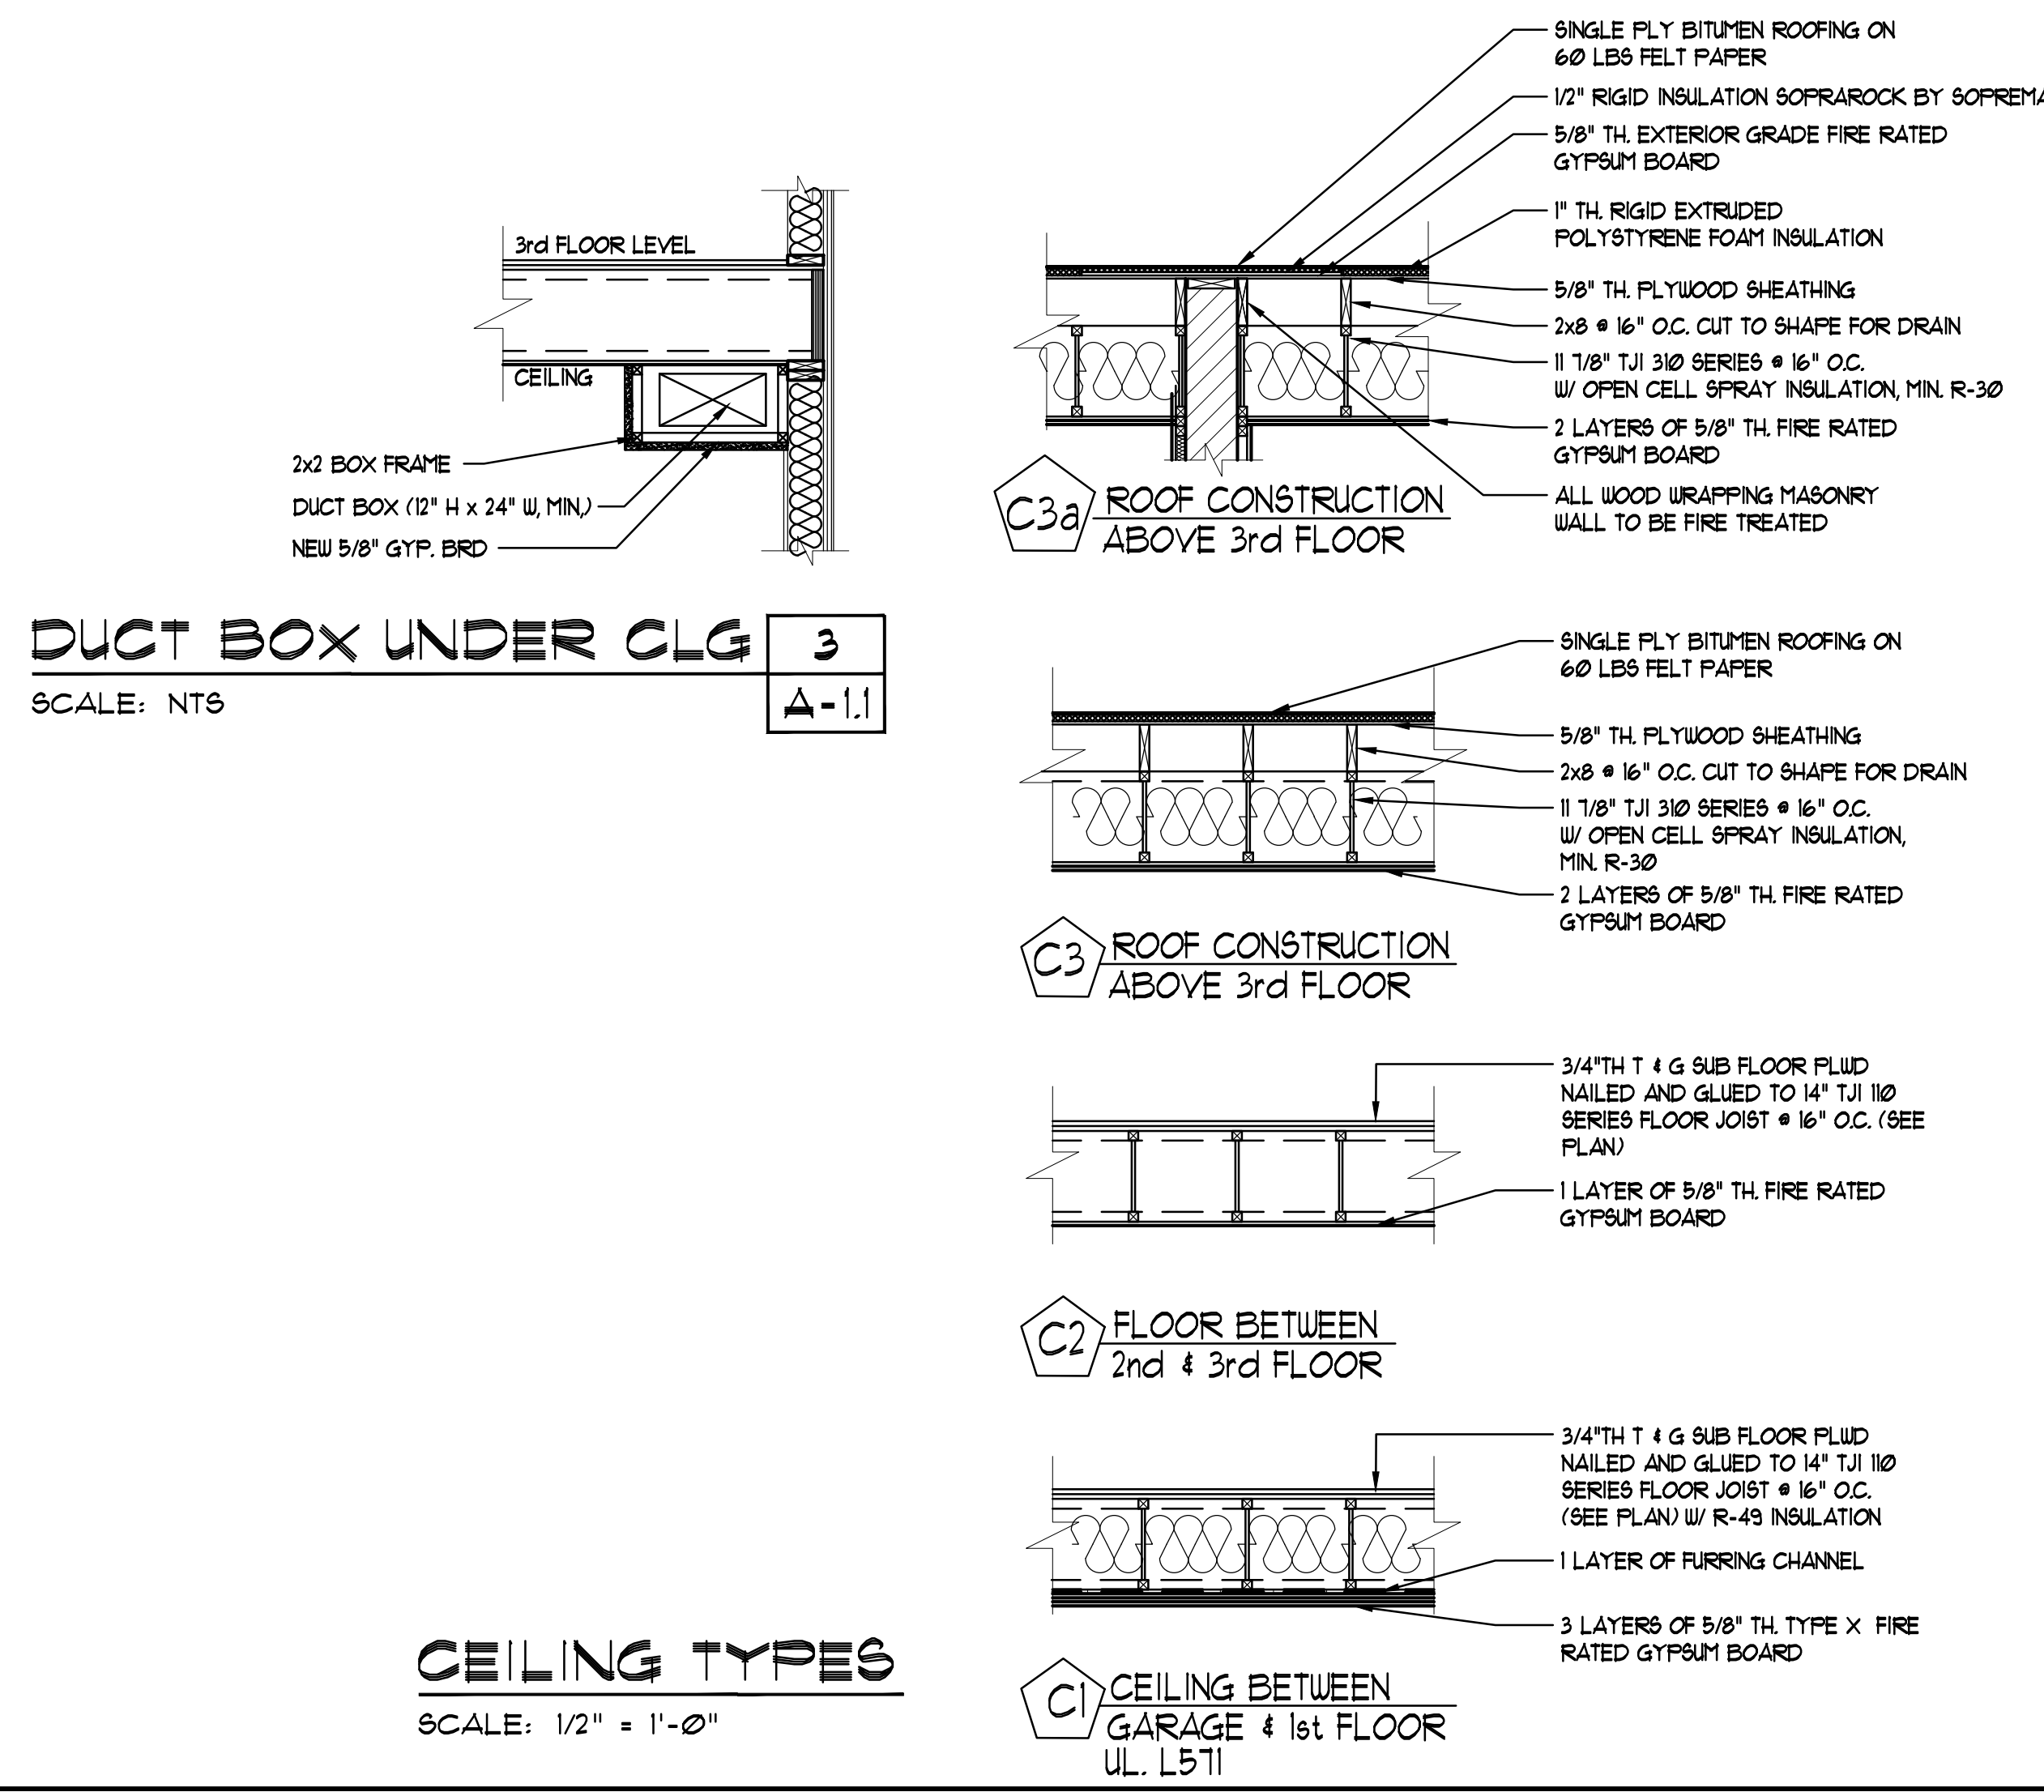 3rd FLOOR LEVEL
CEILING
2x2 BOX FRAME
DUCT BOX (12" H x 24" W, MIN,)
NEW 5/8" GYP. BRD
DUCT BOX UNDER CLG
3
A-1.1
SCALE: NTS
SINGLE PLY BITUMEN ROOFING ON
60 LBS FELT PAPER
1/2" RIGID INSULATION SOPRAROCK BY SOPREMA
5/8" TH. EXTERIOR GRADE FIRE RATED
GYPSUM BOARD
1" TH. RIGID EXTRUDED
POLYSTYRENE FOAM INSULATION
5/8" TH. PLYWOOD SHEATHING
2x8 @ 16" O.C. CUT TO SHAPE FOR DRAIN
11 7/8" TJI 310 SERIES @ 16" O.C.
W/ OPEN CELL SPRAY INSULATION, MIN. R-30
2 LAYERS OF 5/8" TH. FIRE RATED
GYPSUM BOARD
ALL WOOD WRAPPING MASONRY
WALL TO BE FIRE TREATED
C3a
ROOF CONSTRUCTION
ABOVE 3rd FLOOR
SINGLE PLY BITUMEN ROOFING ON
60 LBS FELT PAPER
5/8" TH. PLYWOOD SHEATHING
2x8 @ 16" O.C. CUT TO SHAPE FOR DRAIN
11 7/8" TJI 310 SERIES @ 16" O.C.
W/ OPEN CELL SPRAY INSULATION,
MIN. R-30
2 LAYERS OF 5/8" TH. FIRE RATED
GYPSUM BOARD
C3
ROOF CONSTRUCTION
ABOVE 3rd FLOOR
3/4"TH T & G SUB FLOOR PLWD
NAILED AND GLUED TO 14" TJI 110
SERIES FLOOR JOIST @ 16" O.C. (SEE
PLAN)
1 LAYER OF 5/8" TH. FIRE RATED
GYPSUM BOARD
C2
FLOOR BETWEEN
2nd & 3rd FLOOR
3/4"TH T & G SUB FLOOR PLWD
NAILED AND GLUED TO 14" TJI 110
SERIES FLOOR JOIST @ 16" O.C.
(SEE PLAN) W/ R-49 INSULATION
1 LAYER OF FURRING CHANNEL
3 LAYERS OF 5/8" TH. TYPE X FIRE
RATED GYPSUM BOARD
C1
CEILING BETWEEN
GARAGE & 1st FLOOR
UL. L571
CEILING TYPES
SCALE: 1/2" = 1'-0"